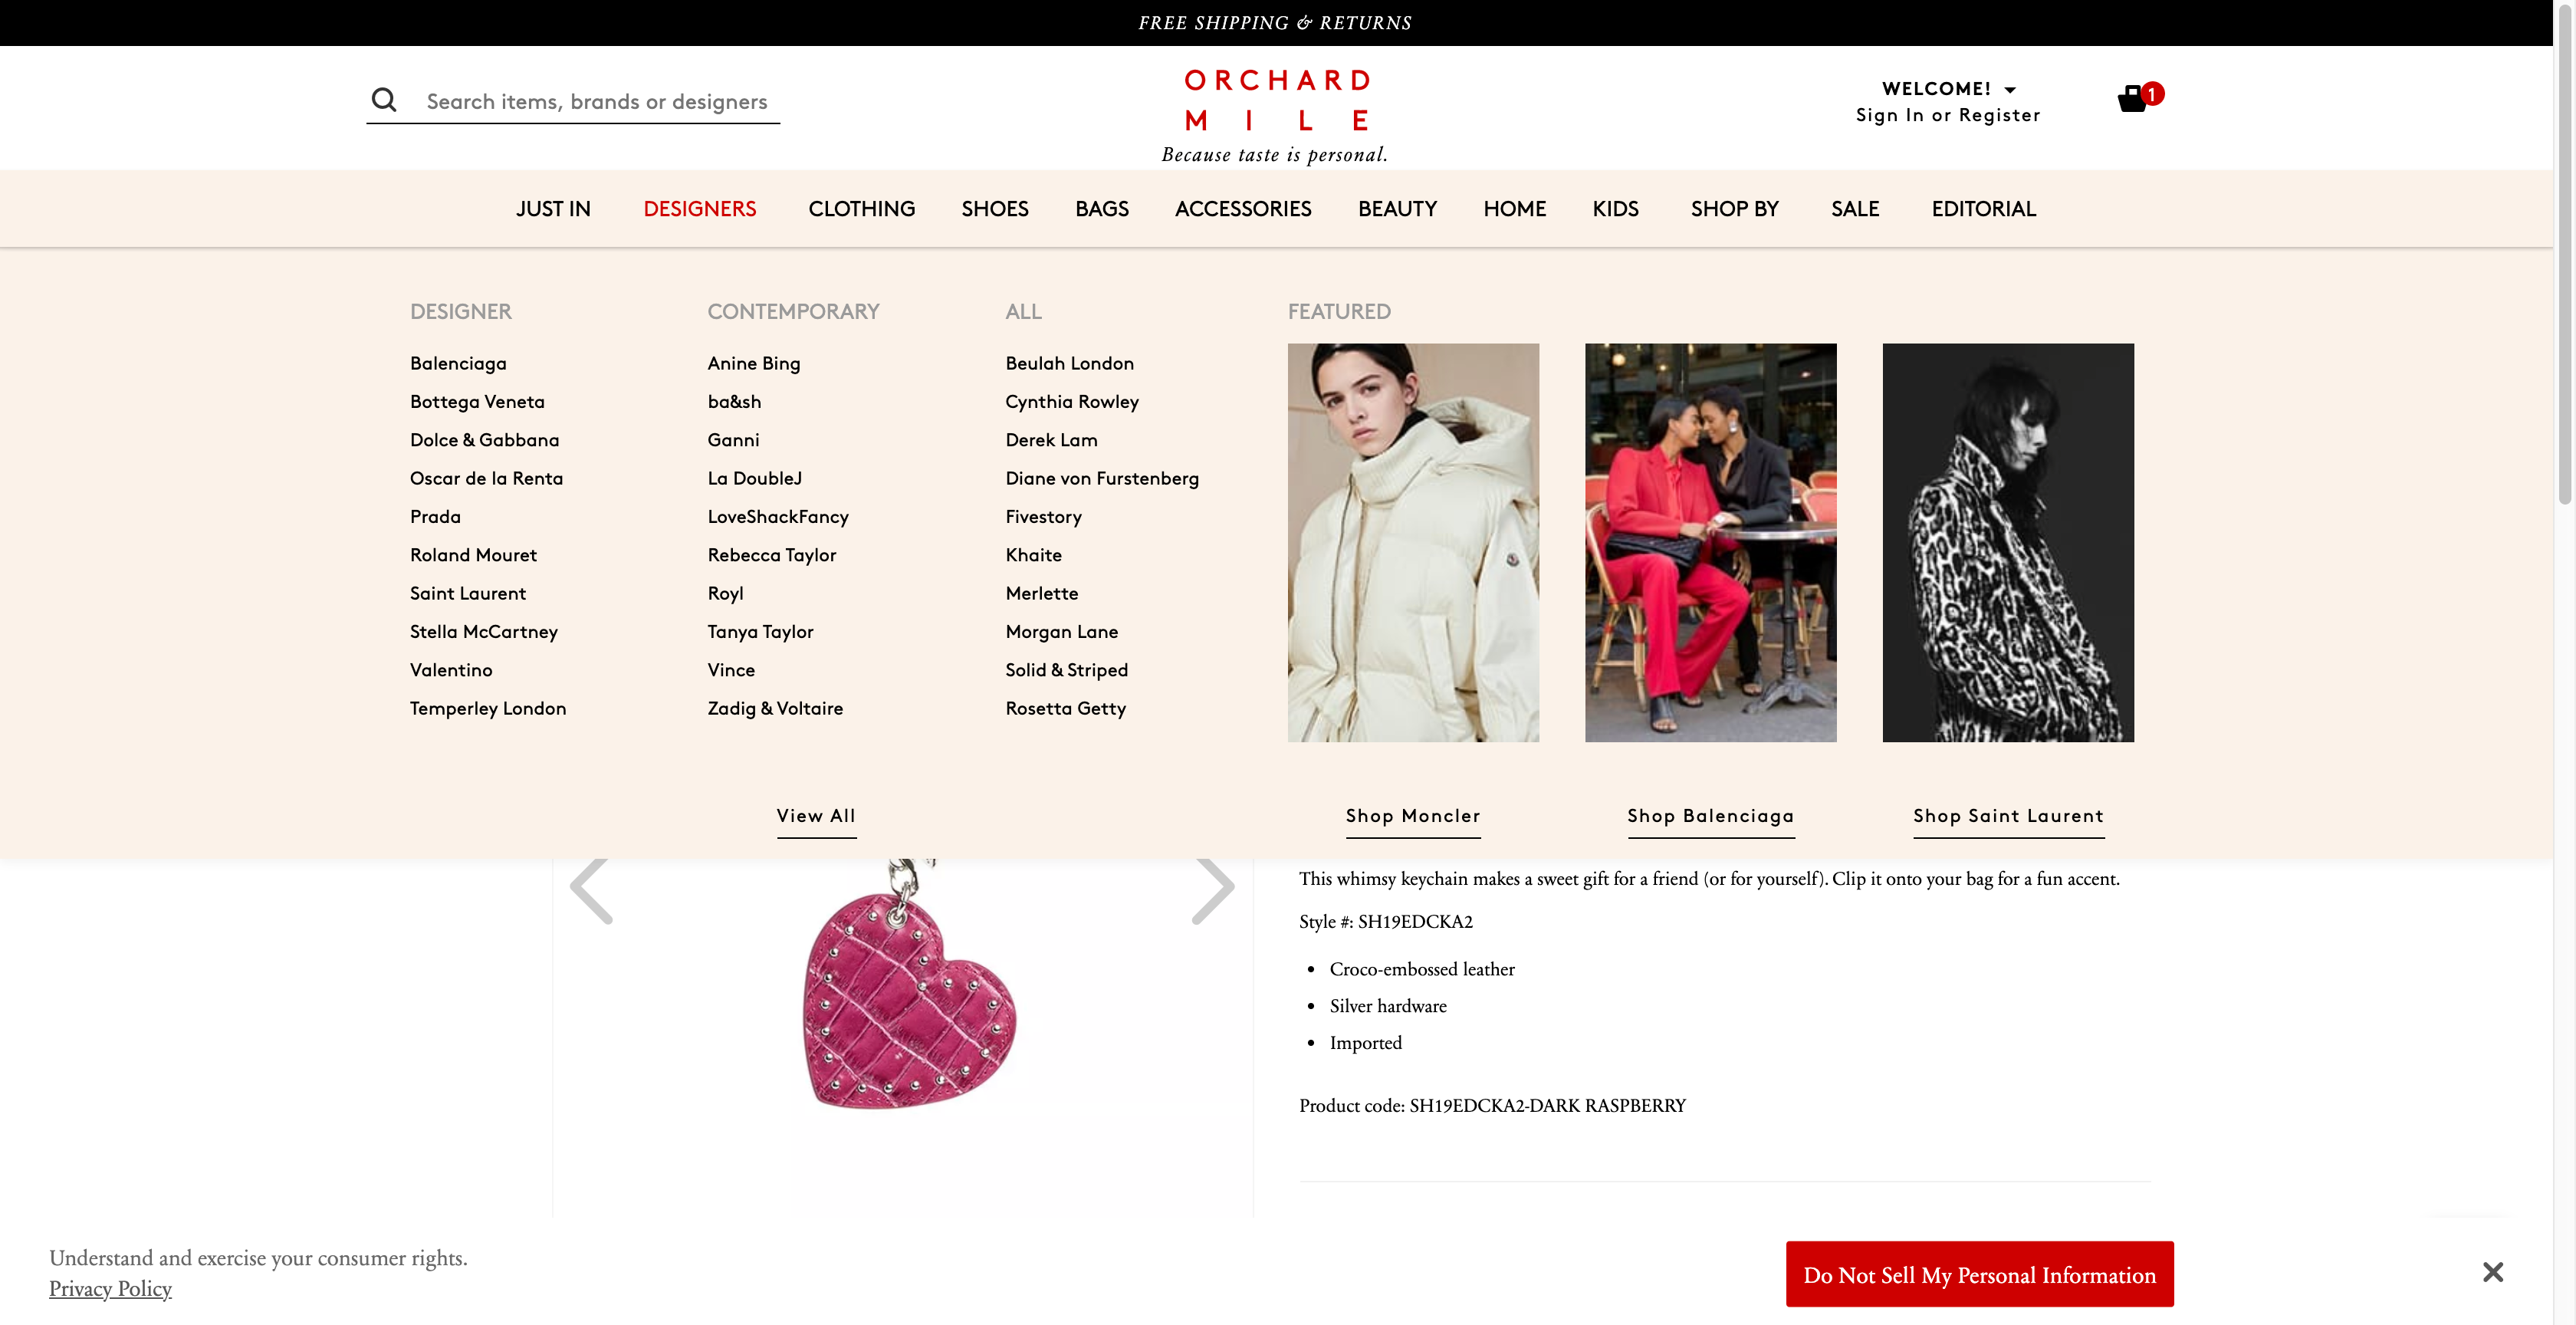 FREE SHIPPING & RETURNS
Search items, brands or designers
ORCHARD
MILE
Because taste is personal.
WELCOME!
Sign In or Register
1
JUST IN DESIGNERS CLOTHING SHOES BAGS ACCESSORIES BEAUTY HOME KIDS SHOP BY SALE EDITORIAL
DESIGNER
Balenciaga
Bottega Veneta
Dolce & Gabbana
Oscar de la Renta
Prada
Roland Mouret
Saint Laurent
Stella McCartney
Valentino
Temperley London
CONTEMPORARY
Anine Bing
ba&sh
Ganni
La DoubleJ
LoveShackFancy
Rebecca Taylor
Royl
Tanya Taylor
Vince
Zadig & Voltaire
ALL
Beulah London
Cynthia Rowley
Derek Lam
Diane von Furstenberg
Fivestory
Khaite
Merlette
Morgan Lane
Solid & Striped
Rosetta Getty
View All
FEATURED
Shop Moncler
Shop Balenciaga
Shop Saint Laurent
This whimsy keychain makes a sweet gift for a friend (or for yourself). Clip it onto your bag for a fun accent.
Style #: SH19EDCKA2
• Croco-embossed leather
• Silver hardware
• Imported
Product code: SH19EDCKA2-DARK RASPBERRY
Understand and exercise your consumer rights.
Privacy Policy
Do Not Sell My Personal Information